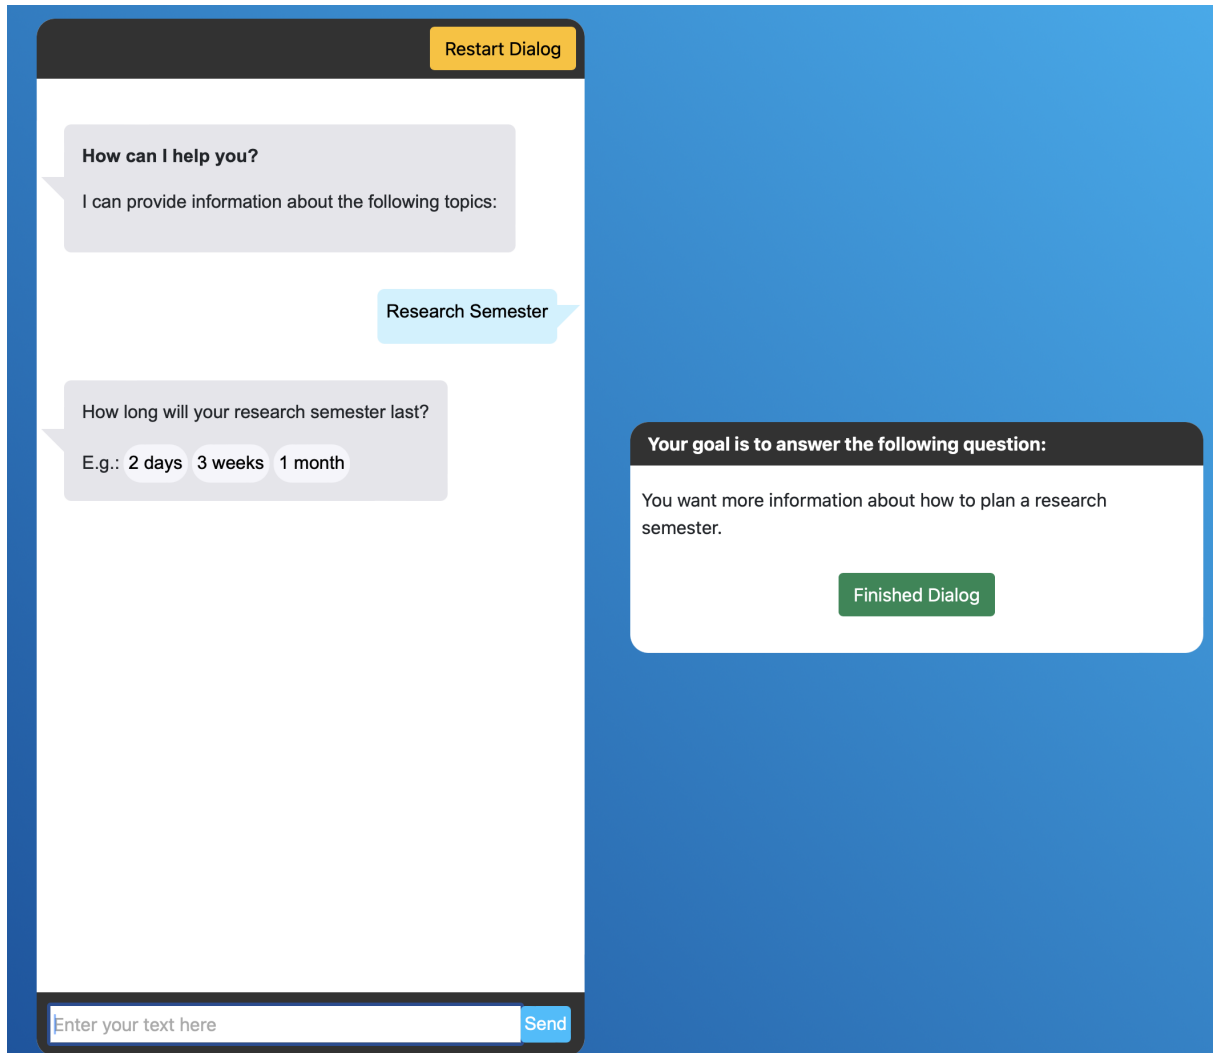 Restart Dialog
How can I help you?
I can provide information about the following topics:
Research Semester
How long will your research semester last?
E.g.: 2 days 3 weeks 1 month
Enter your text here
Send
Your goal is to answer the following question:
You want more information about how to plan a research
semester.
Finished Dialog